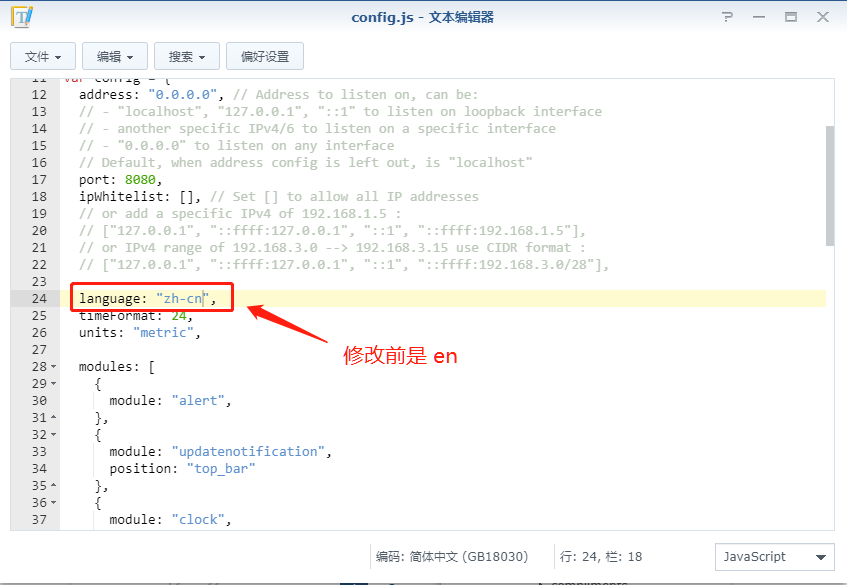 config.js - 文本编辑器
文件 编辑 搜索 偏好设置
11 var config = {
12 address: "0.0.0.0", // Address to listen on, can be:
13 // - "localhost", "127.0.0.1", "::1" to listen on loopback interface
14 // - another specific IPv4/6 to listen on a specific interface
15 // - "0.0.0.0" to listen on any interface
16 // Default, when address config is left out, is "localhost"
17 port: 8080,
18 ipWhitelist: [], // Set [] to allow all IP addresses
19 // or add a specific IPv4 of 192.168.1.5 :
20 // ["127.0.0.1", "::ffff:127.0.0.1", "::1", "::ffff:192.168.1.5"],
21 // or IPv4 range of 192.168.3.0 --> 192.168.3.15 use CIDR format :
22 // ["127.0.0.1", "::ffff:127.0.0.1", "::1", "::ffff:192.168.3.0/28"],
23
24 language: "zh-cn",
25 timeFormat: 24,
26 units: "metric",
27
修改前是 en
28 modules: [
29 {
30 module: "alert",
31 },
32 {
33 module: "updatenotification",
34 position: "top_bar"
35 },
36 {
37 module: "clock",
编码: 简体中文 (GB18030) 行: 24, 栏: 18 JavaScript
compliments